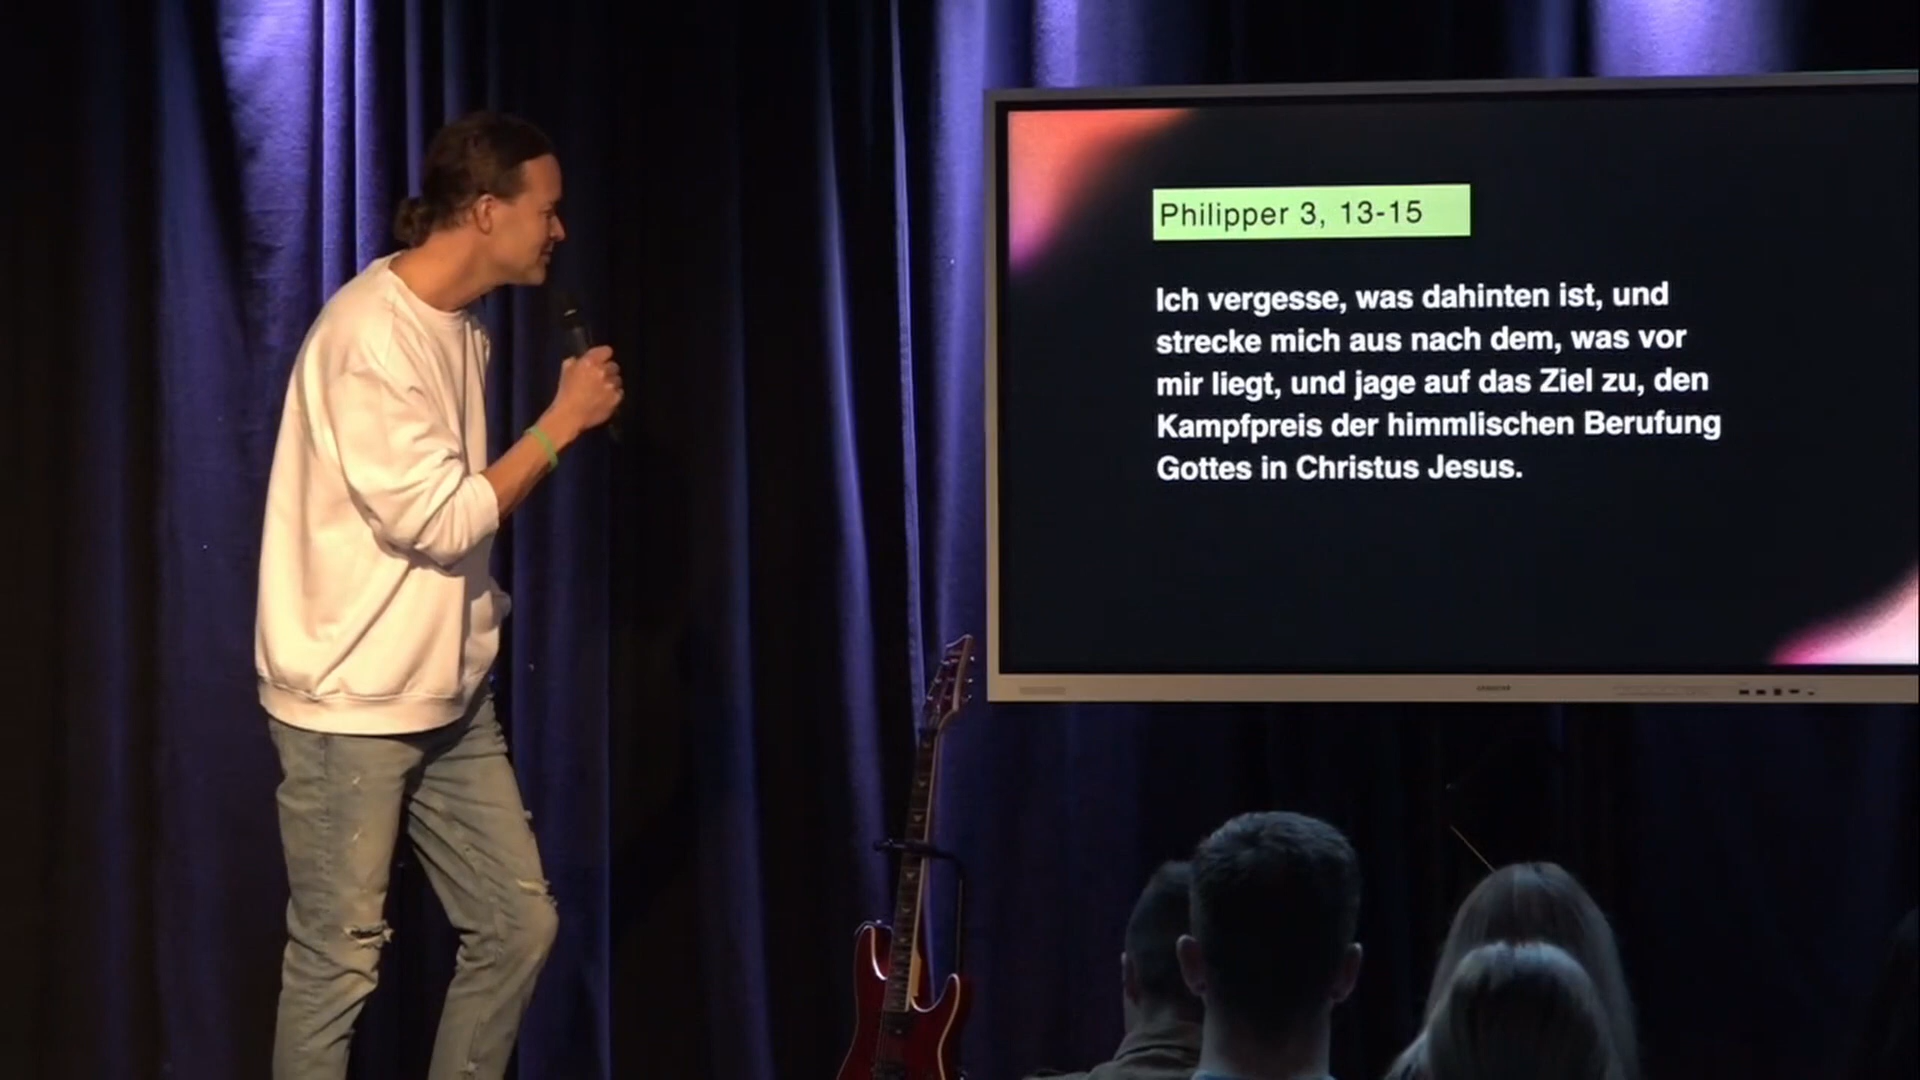 Philipper 3, 13-15
Ich vergesse, was dahinten ist, und
strecke mich aus nach dem, was vor
mir liegt, und jage auf das Ziel zu, den
Kampfpreis der himmlischen Berufung
Gottes in Christus Jesus.